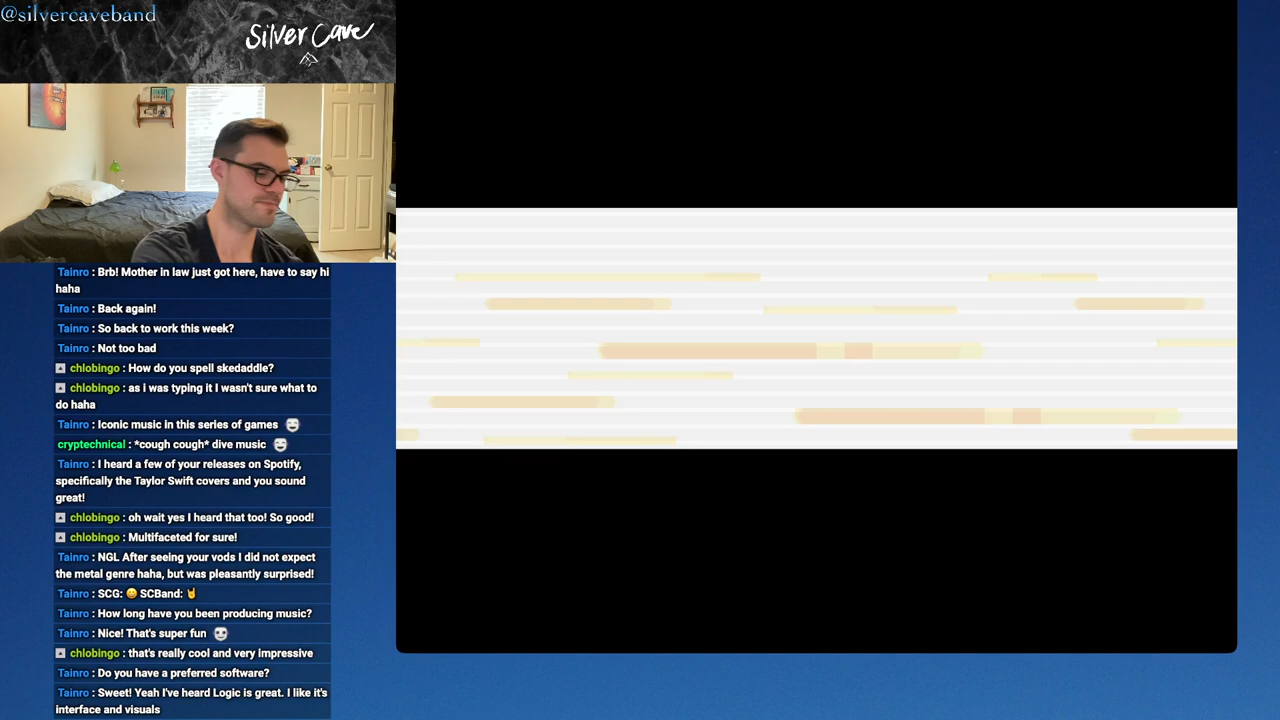 @silvercaveband
Silver Cave
Tainro : Brb! Mother in law just got here, have to say hi
haha
Tainro : Back again!
Tainro : So back to work this week?
Tainro : Not too bad
chlobingo : How do you spell skedaddle?
chlobingo : as i was typing it I wasn't sure what to
do haha
Tainro : Iconic music in this series of games
cryptechnical : *cough cough* dive music
Tainro : I heard a few of your releases on Spotify,
specifically the Taylor Swift covers and you sound
great!
chlobingo : oh wait yes I heard that too! So good!
chlobingo : Multifaceted for sure!
Tainro : NGL After seeing your vods I did not expect
the metal genre haha, but was pleasantly surprised!
Tainro : SCG: 😄 SCBand: 🤘
Tainro : How long have you been producing music?
Tainro : Nice! That's super fun
chlobingo : that's really cool and very impressive
Tainro : Do you have a preferred software?
Tainro : Sweet! Yeah I've heard Logic is great. I like it's
interface and visuals